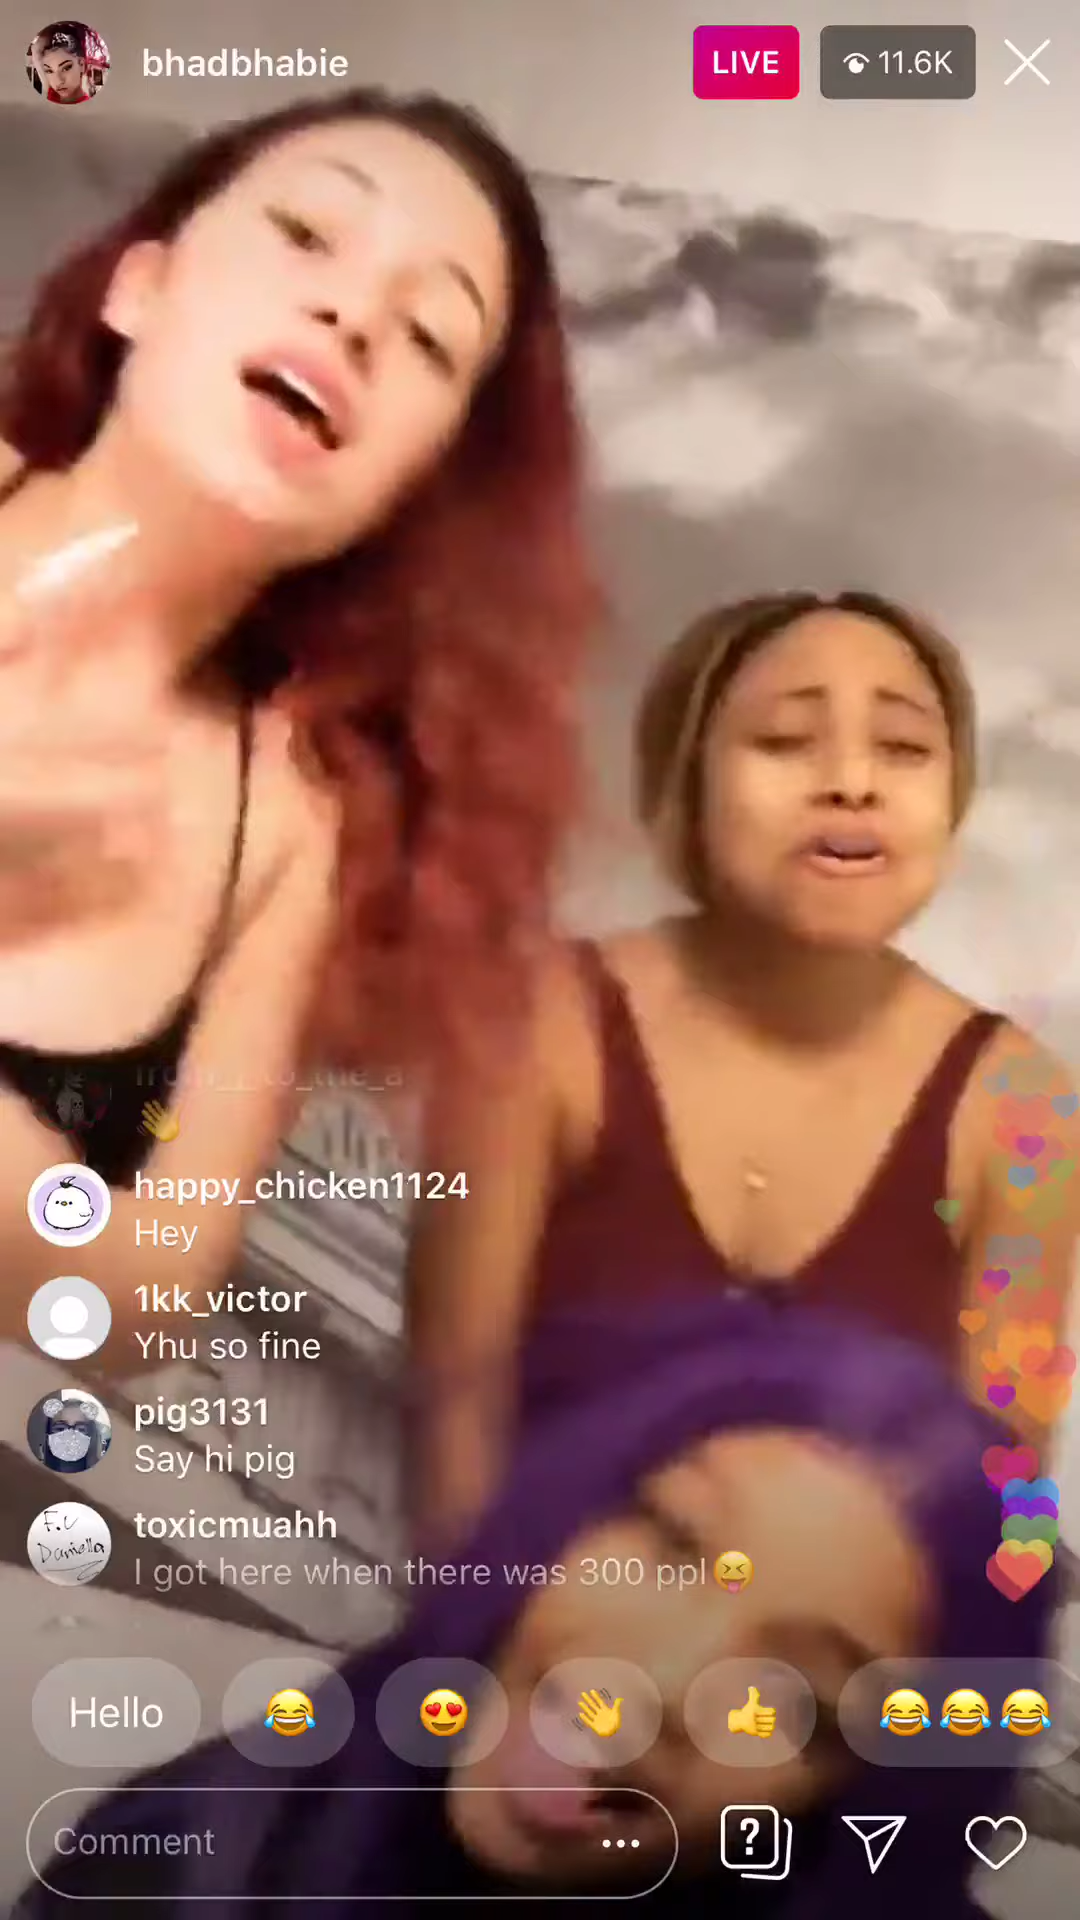 bhadbhabie
LIVE
11.6K
happy_chicken1124
Hey
1kk_victor
Yhu so fine
pig3131
Say hi pig
F.U
Daniella
toxicmuahh
I got here when there was 300 ppl😝
Hello
😂
😍
👋
👍
😂😂😂
Comment